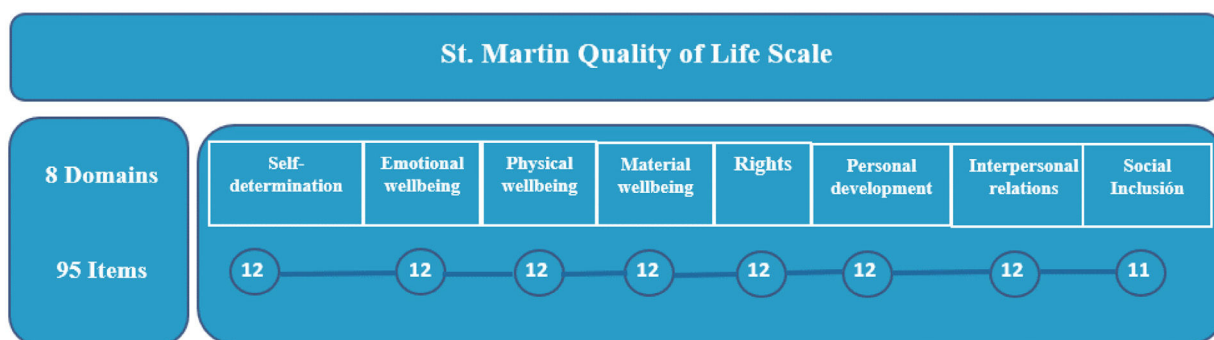 St. Martin Quality of Life Scale
8 Domains
Self-
determination
Emotional
wellbeing
Physical
wellbeing
Material
wellbeing
Rights
Personal
development
Interpersonal
relations
Social
Inclusión
95 Items
12
12
12
12
12
12
12
11